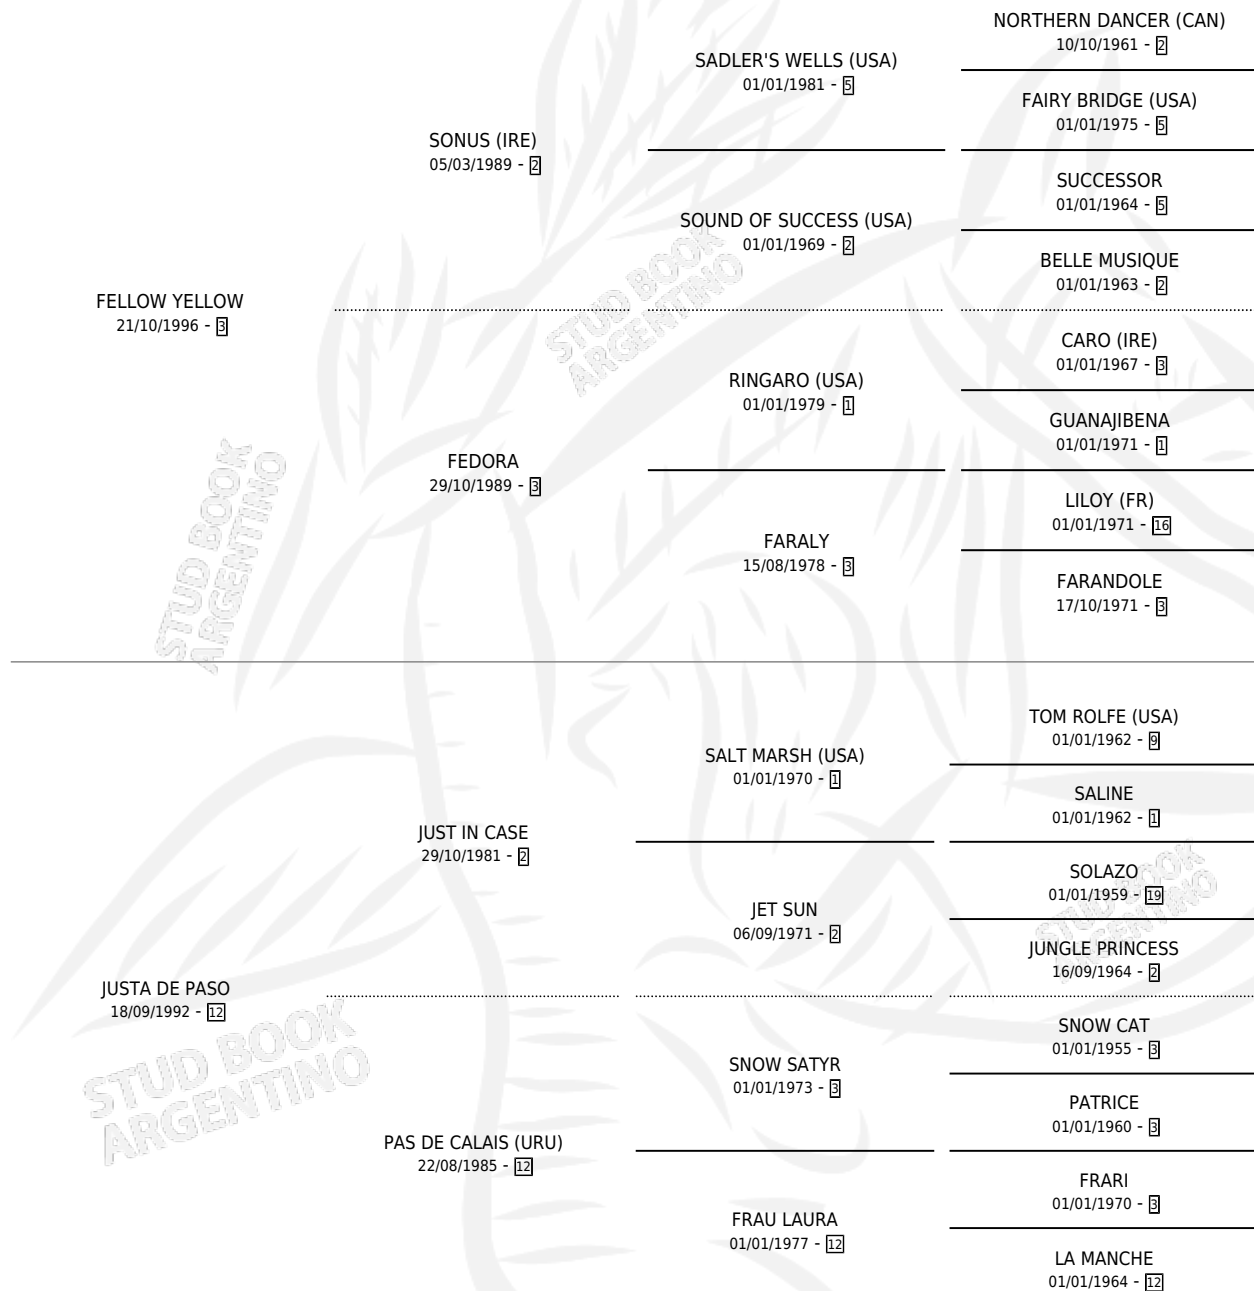 NORTHERN DANCER (CAN)
10/10/1961 - 2
SADLER'S WELLS (USA)
01/01/1981 - 5
FAIRY BRIDGE (USA)
01/01/1975 - 5
SONUS (IRE)
05/03/1989 - 2
SUCCESSOR
01/01/1964 - 5
SOUND OF SUCCESS (USA)
01/01/1969 - 2
BELLE MUSIQUE
01/01/1963 - 2
FELLOW YELLOW
21/10/1996 - 3
STUD BOOK
ARGENTINO
CARO (IRE)
01/01/1967 - 3
RINGARO (USA)
01/01/1979 - 1
GUANAJIBENA
01/01/1971 - 1
FEDORA
29/10/1989 - 3
LILOY (FR)
01/01/1971 - 16
FARALY
15/08/1978 - 3
FARANDOLE
17/10/1971 - 3
STUD BOOK
ARGENTINO
TOM ROLFE (USA)
01/01/1962 - 9
SALT MARSH (USA)
01/01/1970 - 1
SALINE
01/01/1962 - 1
JUST IN CASE
29/10/1981 - 2
SOLAZO
01/01/1959 - 19
JET SUN
06/09/1971 - 2
STUD BOOK
ARGENTINO
JUNGLE PRINCESS
16/09/1964 - 2
JUSTA DE PASO
18/09/1992 - 12
STUD BOOK
ARGENTINO
SNOW CAT
01/01/1955 - 3
SNOW SATYR
01/01/1973 - 3
PATRICE
01/01/1960 - 3
PAS DE CALAIS (URU)
22/08/1985 - 12
FRARI
01/01/1970 - 3
FRAU LAURA
01/01/1977 - 12
LA MANCHE
01/01/1964 - 12